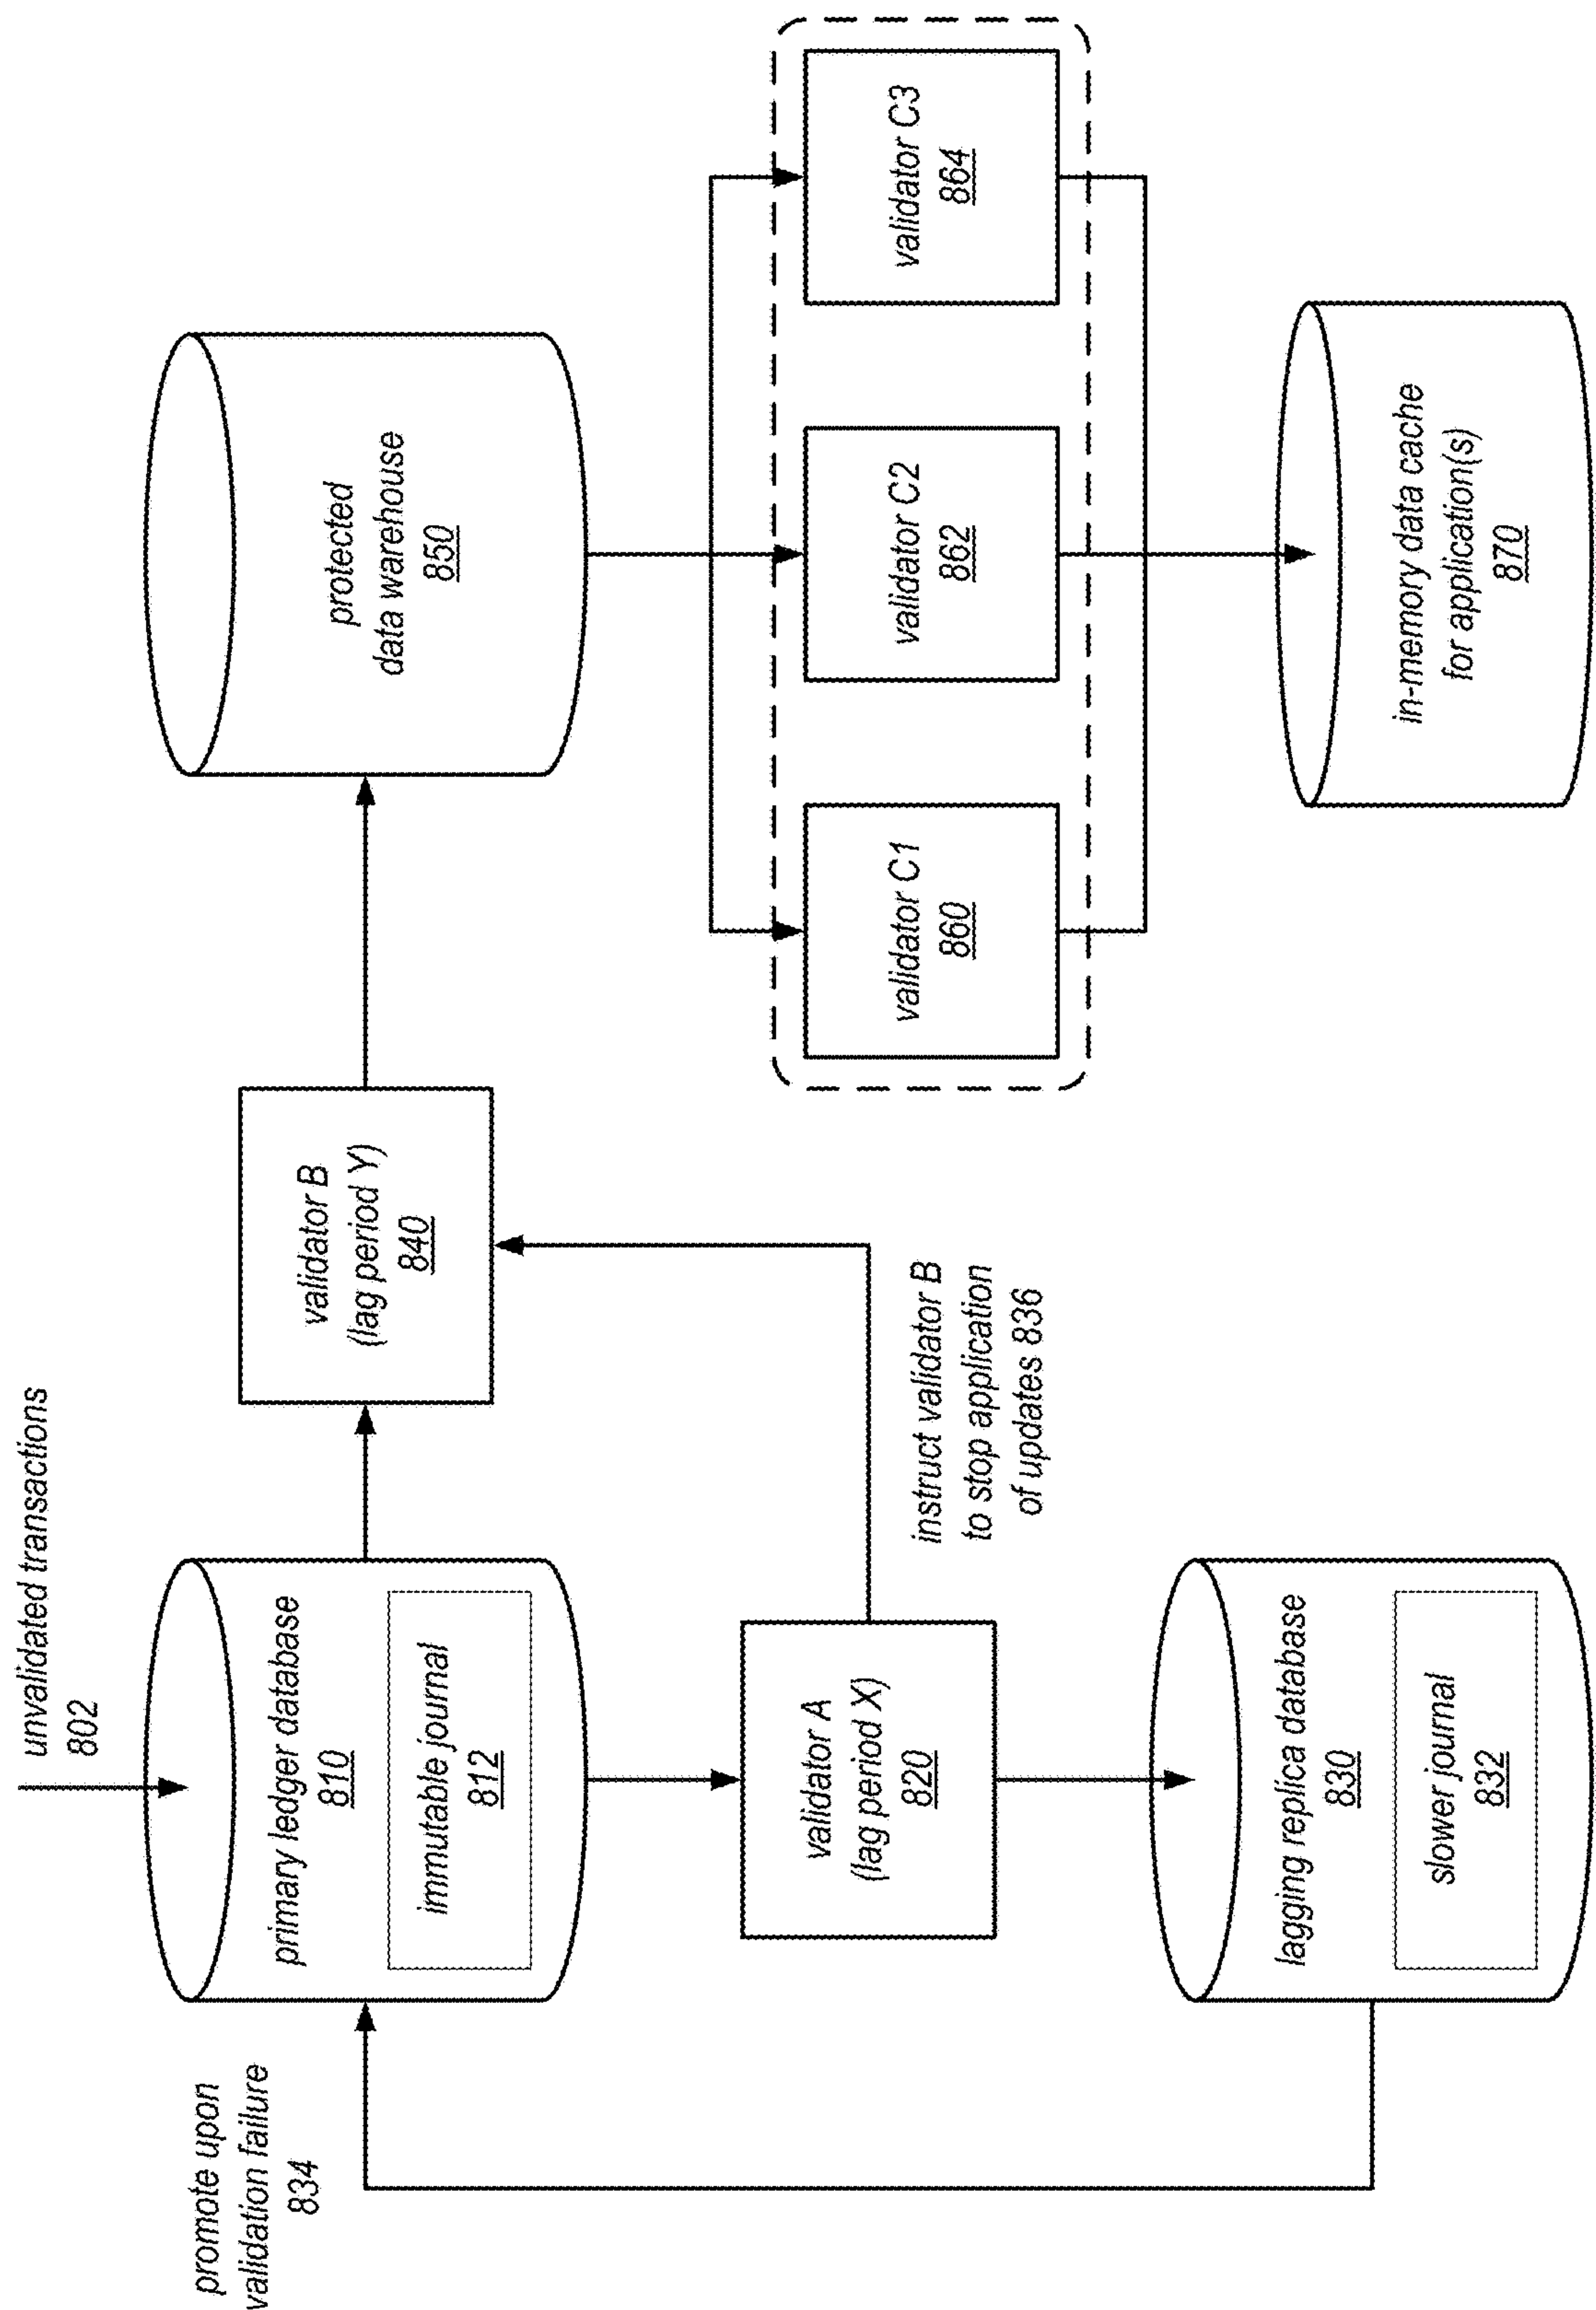 unvalidated transactions
802
promote upon
validation failure
834
primary ledger database
810
immutable journal
812
validator B
(lag period Y)
840
protected
data warehouse
850
validator A
(lag period X)
820
instruct validator B
to stop application
of updates 836
validator C1
860
validator C2
862
validator C3
864
lagging replica database
830
slower journal
832
in-memory data cache
for application(s)
870